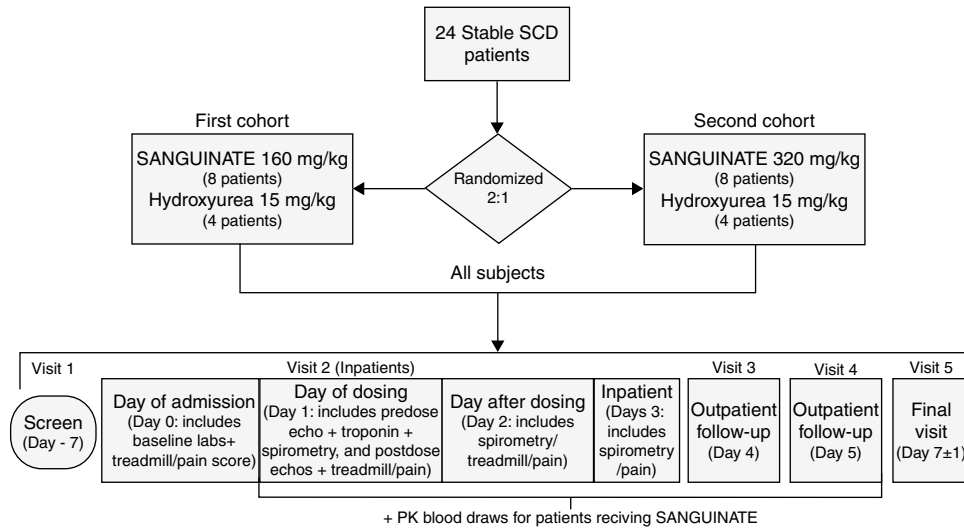 24 Stable SCD
patients
First cohort
Second cohort
SANGUINATE 160 mg/kg
(8 patients)
Hydroxyurea 15 mg/kg
(4 patients)
Randomized
2:1
SANGUINATE 320 mg/kg
(8 patients)
Hydroxyurea 15 mg/kg
(4 patients)
All subjects
Visit 1
Visit 2 (Inpatients)
Visit 3
Visit 4
Visit 5
Screen
(Day - 7)
Day of admission
(Day 0: includes
baseline labs+
treadmill/pain score)
Day of dosing
(Day 1: includes predose
echo + troponin +
spirometry, and postdose
echos + treadmill/pain)
Day after dosing
(Day 2: includes
spirometry/
treadmill/pain)
Inpatient
(Days 3:
includes
spirometry
/pain)
Outpatient
follow-up
(Day 4)
Outpatient
follow-up
(Day 5)
Final
visit
(Day 7±1)
+ PK blood draws for patients reciving SANGUINATE